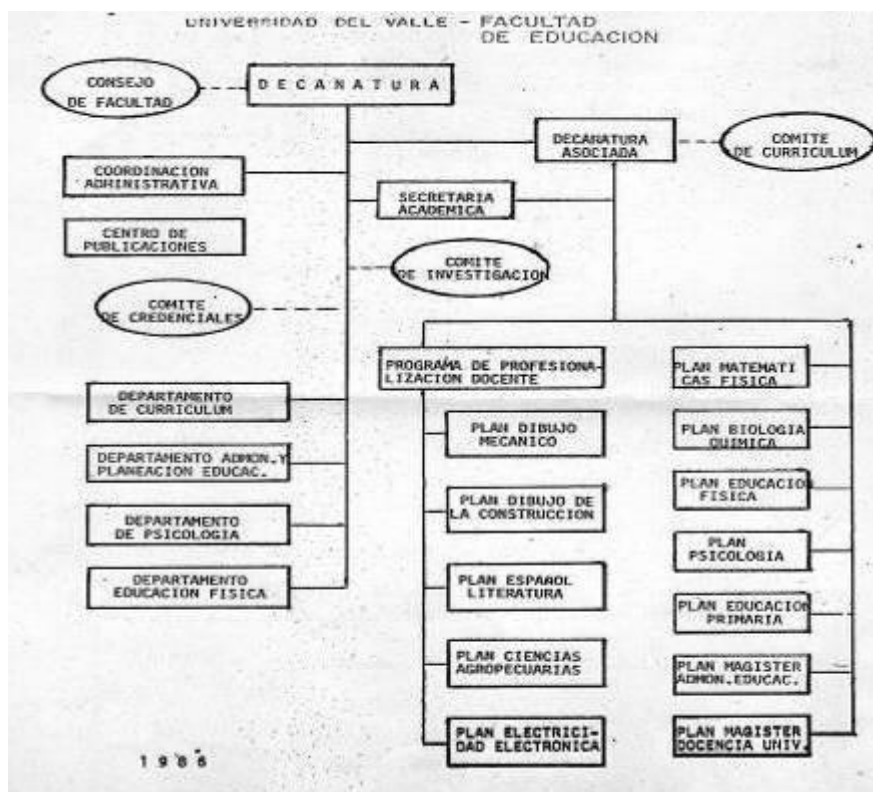 UNIVERSIDAD DEL VALLE - FACULTAD
DE EDUCACION
CONSEJO
DE FACULTAD
DECANATURA
DECANATURA
ASOCIADA
COMITE
DE CURRICULUM
COORDINACION
ADMINISTRATIVA
SECRETARIA
ACADEMICA
CENTRO DE
PUBLICACIONES
COMITE
DE INVESTIGACION
COMITE
DE CREDENCIALES
PROGRAMA DE PROFESIONA-
LIZACION DOCENTE
PLAN MATEMATI
CAS FISICA
DEPARTAMENTO
DE CURRICULUM
PLAN DIBUJO
MECANICO
PLAN BIOLOGIA
QUIMICA
DEPARTAMENTO ADMON.Y
PLANEACION EDUCAC.
PLAN DIBUJO DE
LA CONSTRUCCION
PLAN EDUCACION
FISICA
DEPARTAMENTO
DE PSICOLOGIA
PLAN
PSICOLOGIA
DEPARTAMENTO
EDUCACION FISICA
PLAN ESPAÑOL
LITERATURA
PLAN EDUCACION
PRIMARIA
PLAN CIENCIAS
AGROPECUARIAS
PLAN MAGISTER
ADMON.EDUCAC.
PLAN ELECTRICI-
DAD ELECTRONICA
PLAN MAGISTER
DOCENCIA UNIV.
1986